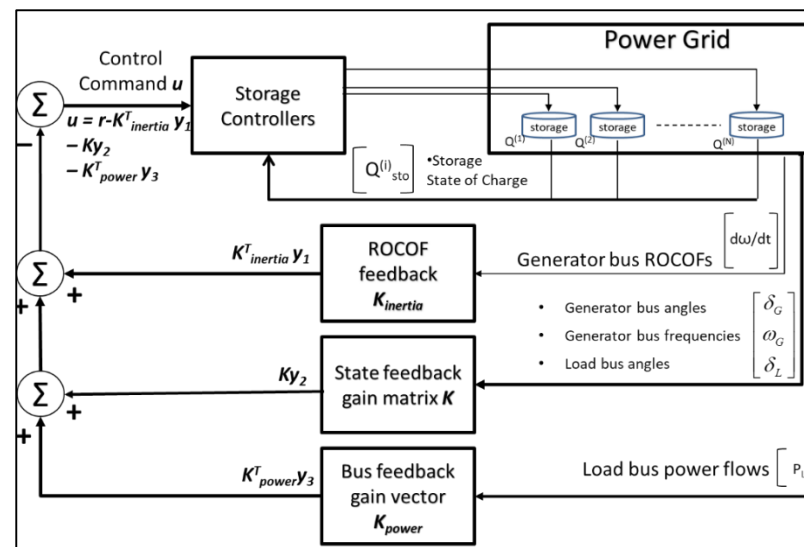 Power Grid
Control
Command u
Σ
u = r-K^T_inertia y_1
– Ky_2
– K^T_power y_3
–
Storage
Controllers
storage
storage
storage
Q^(1)
Q^(2)
Q^(N)
[Q^(i)_sto]
•Storage
State of Charge
[dω/dt]
Generator bus ROCOFs
ROCOF
feedback
K_inertia
K^T_inertia y_1
Σ
+
+
• Generator bus angles
• Generator bus frequencies
• Load bus angles
[δ_G
ω_G
δ_L]
State feedback
gain matrix K
Ky_2
Σ
+
+
Load bus power flows
[P
Bus feedback
gain vector
K_power
K^T_power y_3